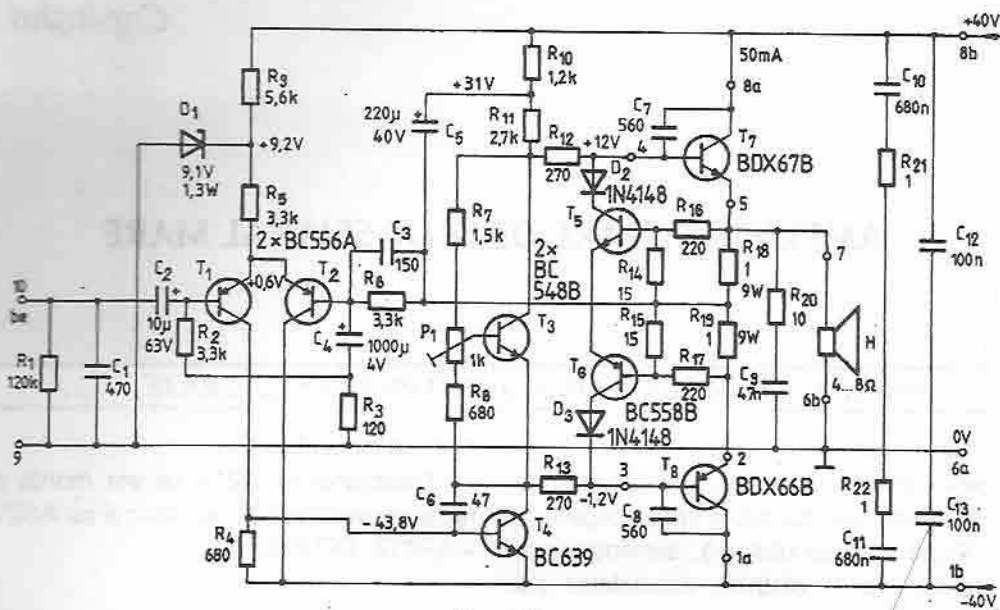 +40V
8b
50mA
8a
R10
1,2k
+31V
R9
5,6k
220µ
40V
C5
R11
2,7k
R12
270
+12V
C7
560
4
T7
BDX67B
C10
680n
D1
9,1V
1,3W
+9,2V
D2
1N4148
R21
1
R5
3,3k
R7
1,5k
T5
R16
220
5
2×BC556A
C3
150
2×
BC
548B
R14
15
R18
1
9W
7
C12
100n
T1
+0,6V
T2
R6
3,3k
R20
10
10
be
C2
10µ
63V
R2
3,3k
C4
1000µ
4V
P1
1k
T3
R15
15
R19
1
9W
H
4...8Ω
R1
120k
C1
470
R3
120
R8
680
T6
R17
220
C9
47n
6b
BC558B
D3
1N4148
9
0V
6a
R13
270
3
-1,2V
T8
2
BDX66B
R22
1
C6
47
-43,8V
T4
BC639
C8
560
C13
100n
R4
680
1a
C11
680n
1b
-40V